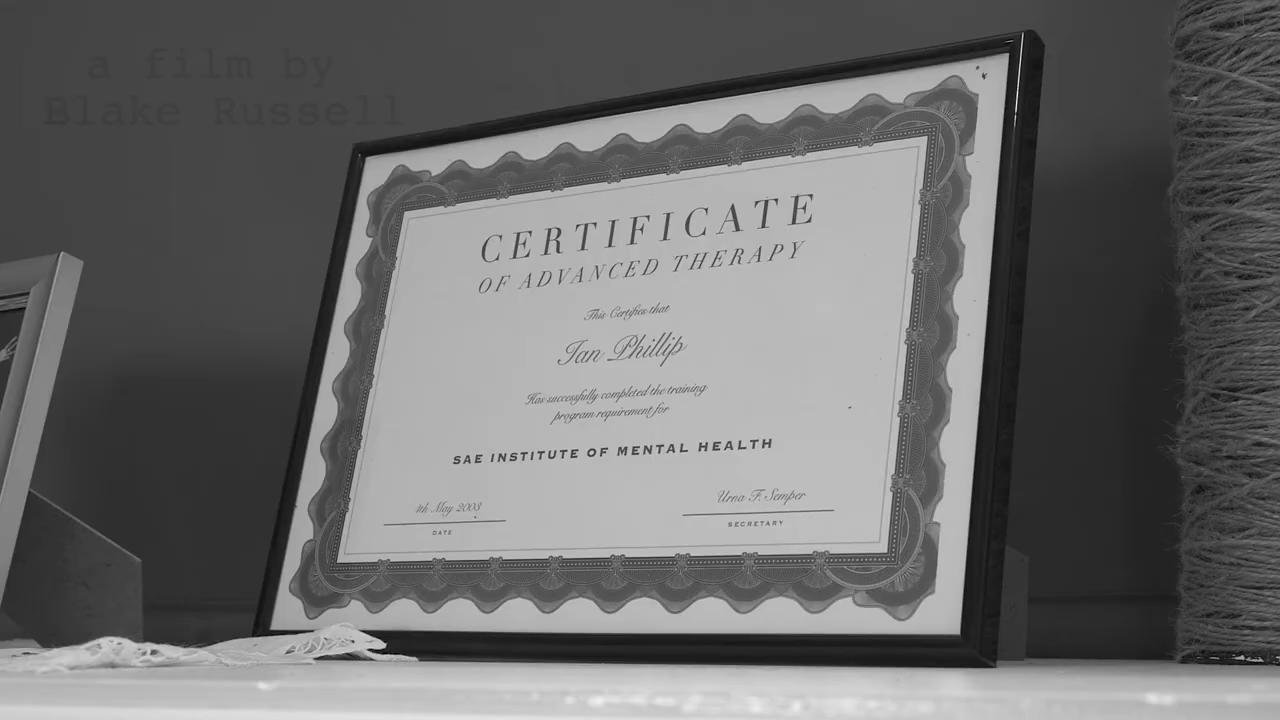 a film by
Blake Russell
CERTIFICATE
OF ADVANCED THERAPY
This Certifies that
Ian Phillip
Has successfully completed the training
program requirement for
SAE INSTITUTE OF MENTAL HEALTH
4th May 2003
DATE
Urna F. Semper
SECRETARY